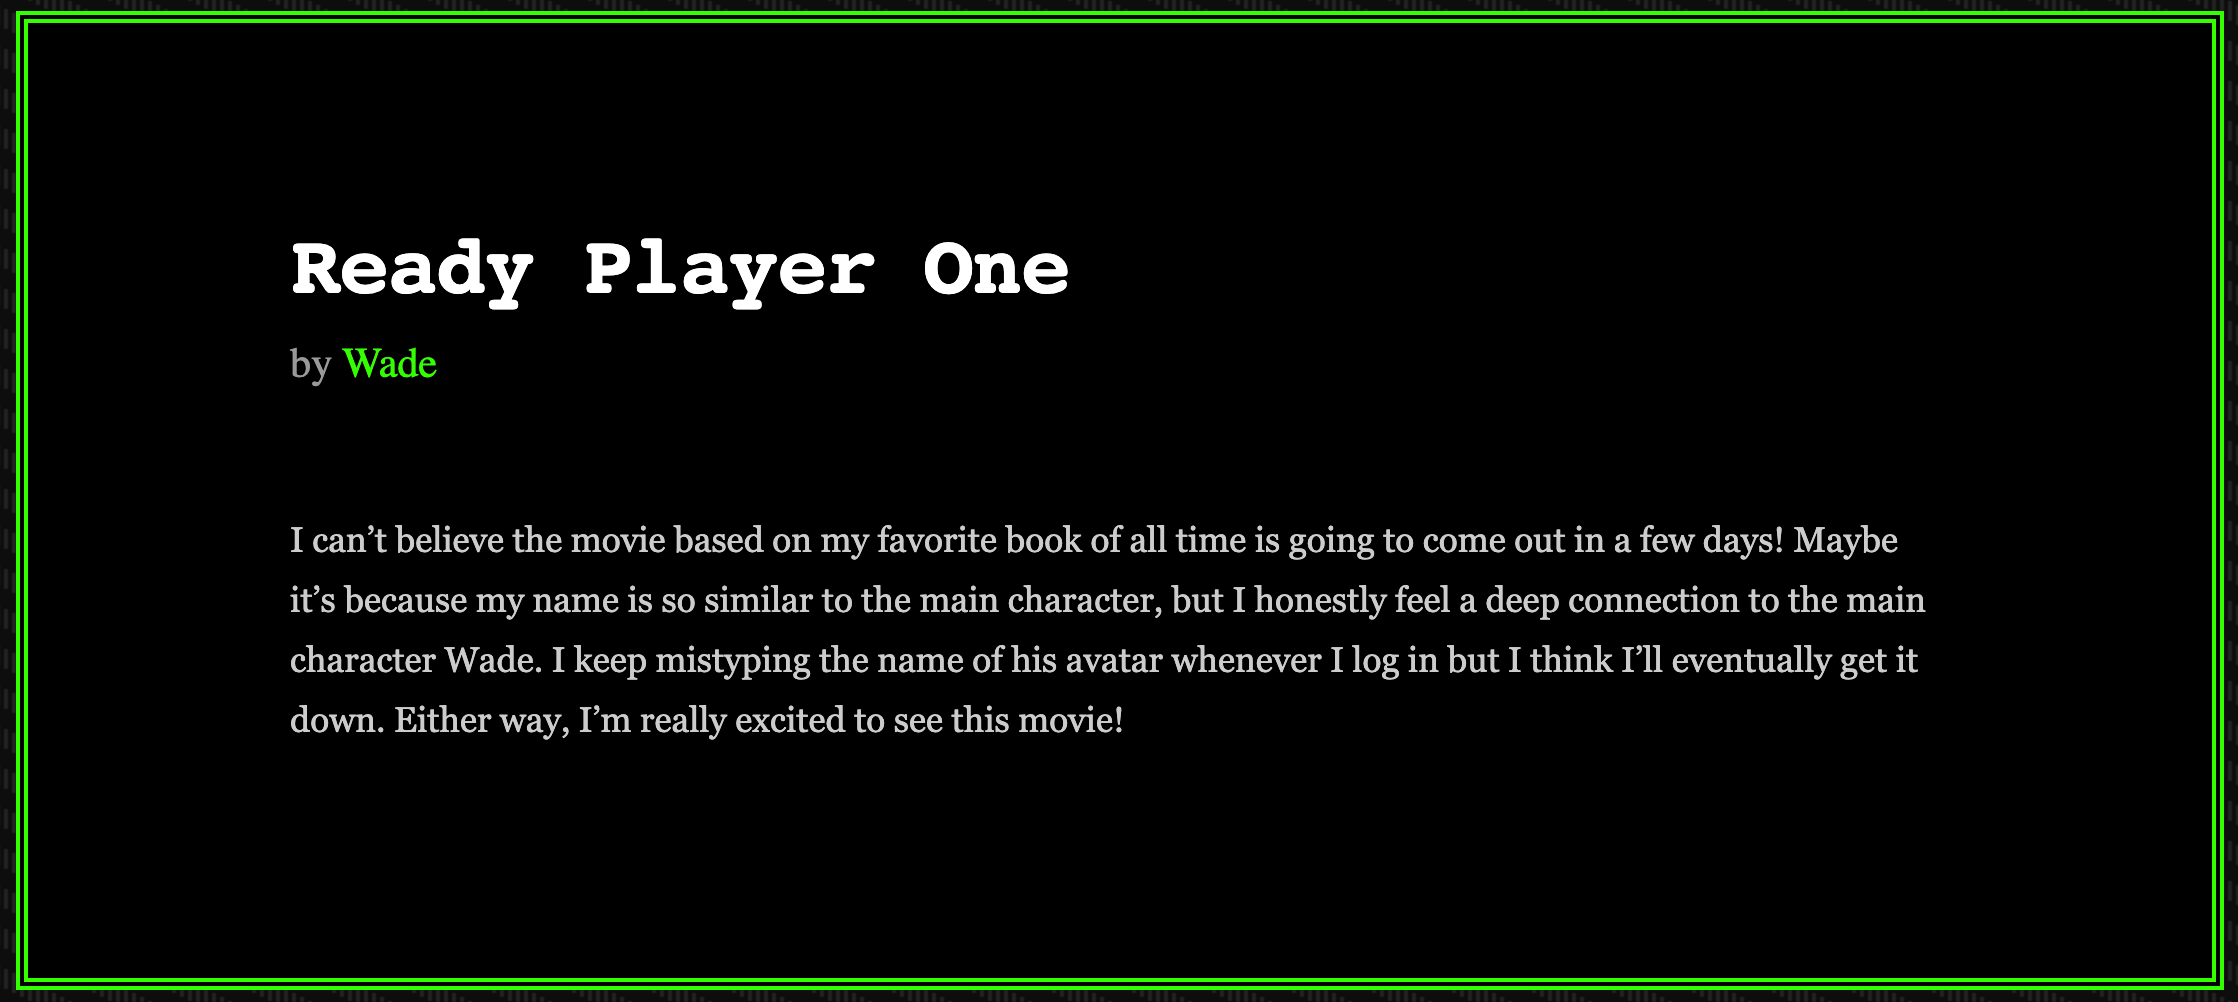 Ready Player One
by Wade
I can’t believe the movie based on my favorite book of all time is going to come out in a few days! Maybe
it’s because my name is so similar to the main character, but I honestly feel a deep connection to the main
character Wade. I keep mistyping the name of his avatar whenever I log in but I think I’ll eventually get it
down. Either way, I’m really excited to see this movie!